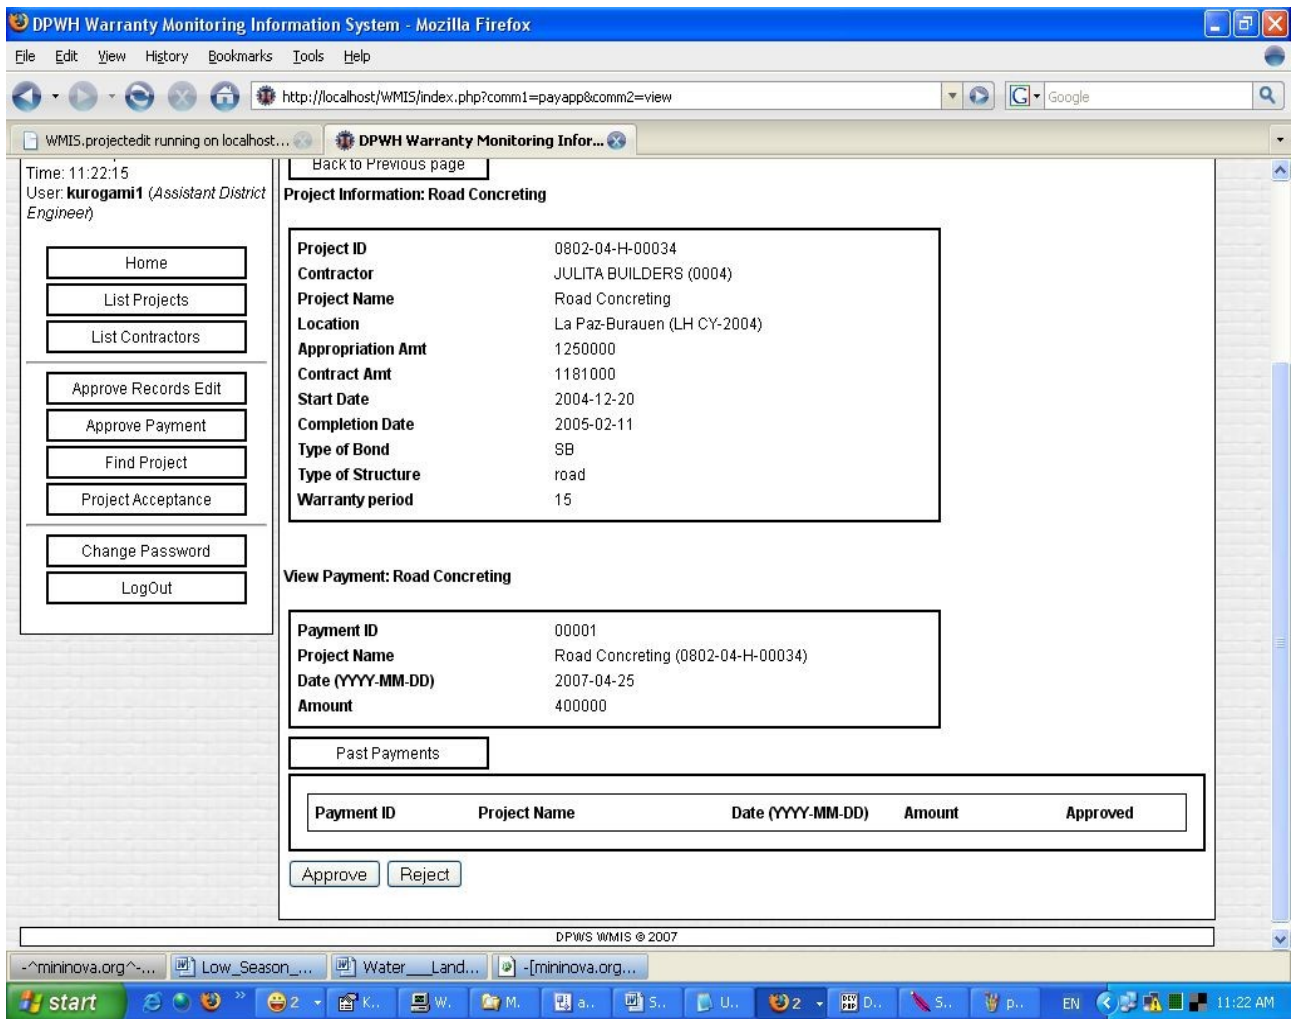 DPWH Warranty Monitoring Information System - Mozilla Firefox
File Edit View History Bookmarks Tools Help
http://localhost/WMIS/index.php?comm1=payapp&comm2=view
G Google
WMIS.projectedit running on localhost...
DPWH Warranty Monitoring Infor...
Time: 11:22:15
User: kurogami1 (Assistant District Engineer)
Home
List Projects
List Contractors
Approve Records Edit
Approve Payment
Find Project
Project Acceptance
Change Password
LogOut
Back to Previous page
Project Information: Road Concreting
Project ID 0802-04-H-00034
Contractor JULITA BUILDERS (0004)
Project Name Road Concreting
Location La Paz-Burauen (LH CY-2004)
Appropriation Amt 1250000
Contract Amt 1181000
Start Date 2004-12-20
Completion Date 2005-02-11
Type of Bond SB
Type of Structure road
Warranty period 15
View Payment: Road Concreting
Payment ID 00001
Project Name Road Concreting (0802-04-H-00034)
Date (YYYY-MM-DD) 2007-04-25
Amount 400000
Past Payments
Payment ID Project Name Date (YYYY-MM-DD) Amount Approved
Approve Reject
DPWS WMIS © 2007
-^mininova.org^-... Low_Season_... Water___Land... -[mininova.org...
start » 2 K.. W. M. a.. S.. U.. 2 D.. S.. p.. EN 11:22 AM